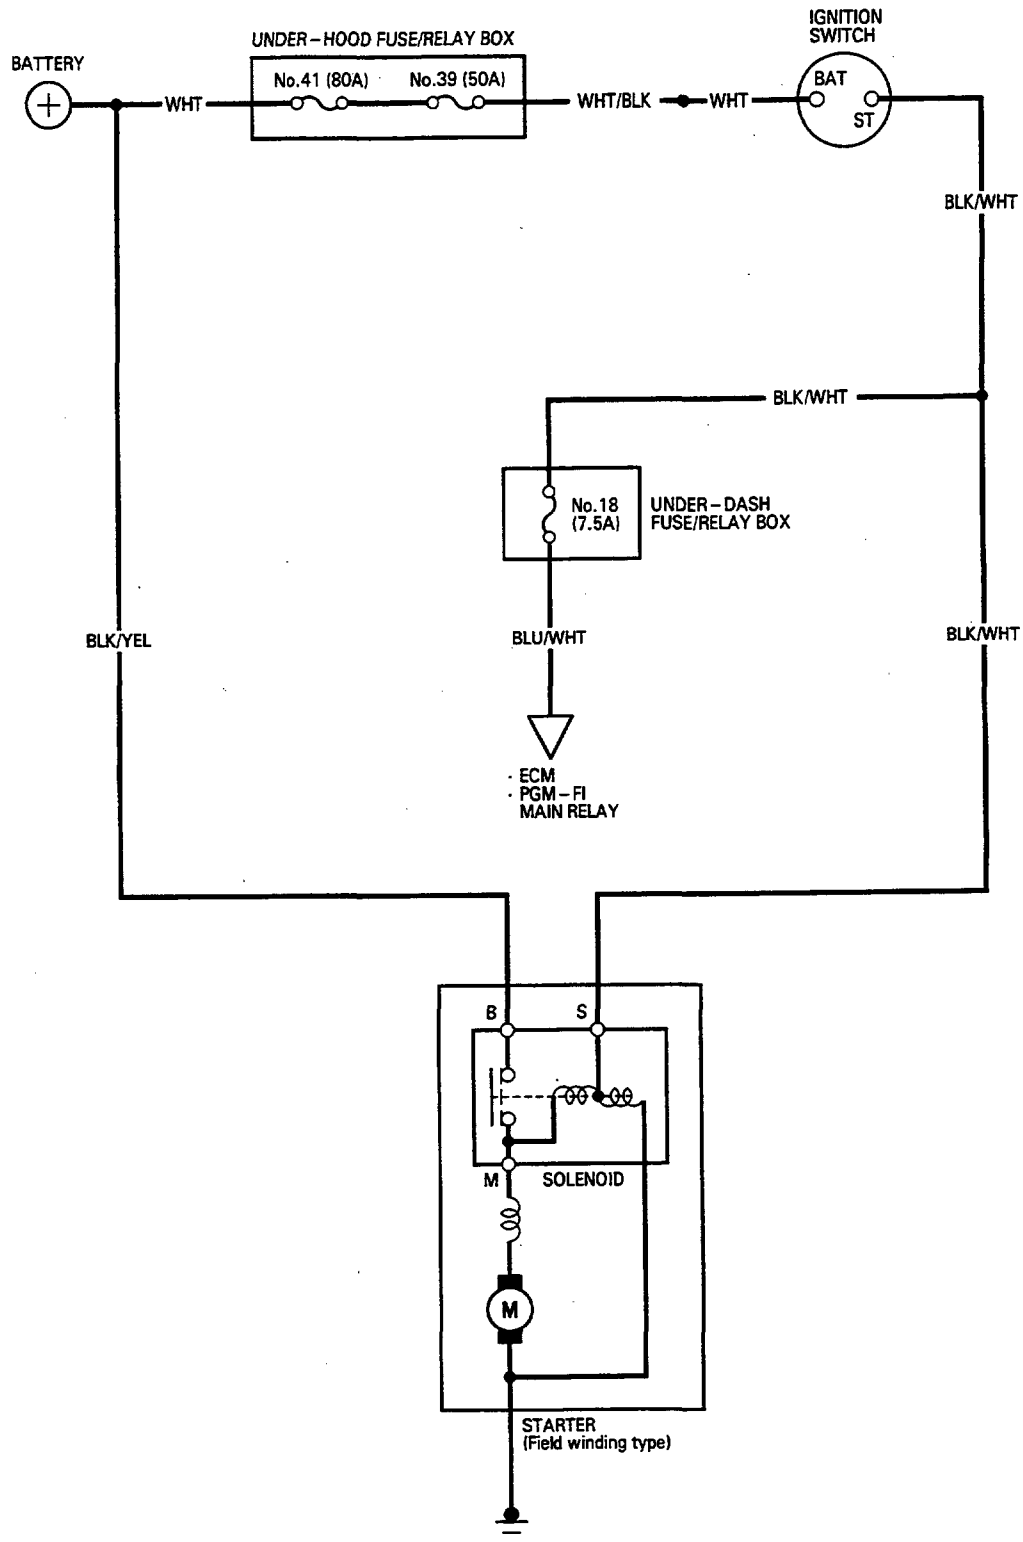 IGNITION
SWITCH
UNDER-HOOD FUSE/RELAY BOX
BATTERY
No.41 (80A)
No.39 (50A)
BAT
+
WHT
WHT/BLK
WHT
ST
BLK/WHT
BLK/WHT
No.18
(7.5A)
UNDER-DASH
FUSE/RELAY BOX
BLK/YEL
BLU/WHT
BLK/WHT
· ECM
· PGM-FI
MAIN RELAY
B
S
M
SOLENOID
M
STARTER
(Field winding type)